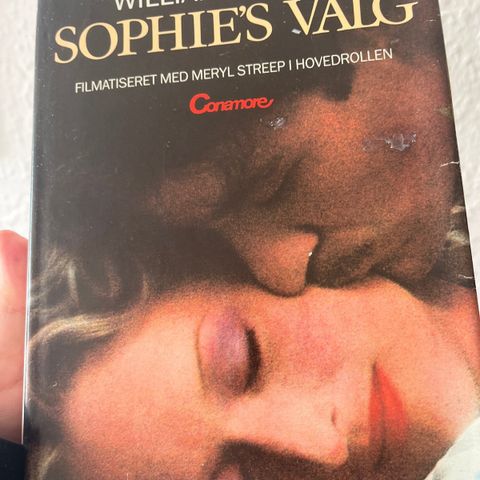 SOPHIE'S VALG
FILMATISERET MED MERYL STREEP I HOVEDROLLEN
Conamore